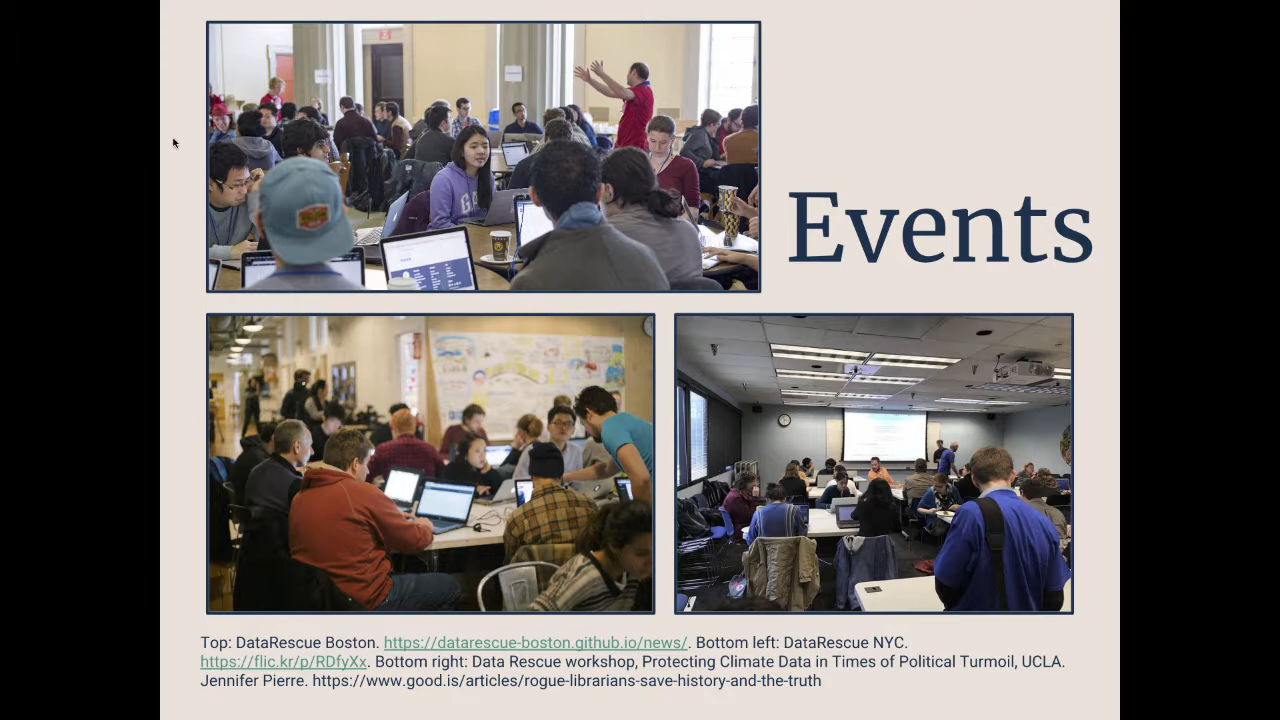 Events
Top: DataRescue Boston. https://datarescue-boston.github.io/news/. Bottom left: DataRescue NYC.
https://flic.kr/p/RDfyXx. Bottom right: Data Rescue workshop, Protecting Climate Data in Times of Political Turmoil, UCLA.
Jennifer Pierre. https://www.good.is/articles/rogue-librarians-save-history-and-the-truth